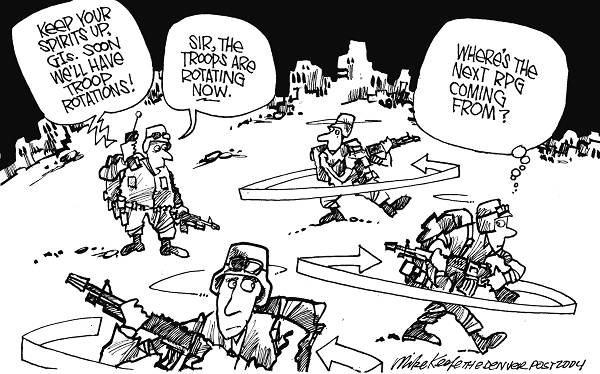 KEEP YOUR
SPIRITS UP,
GIs. SOON
WE'LL HAVE
TROOP
ROTATIONS!
SIR, THE
TROOPS ARE
ROTATING
NOW.
WHERE'S THE
NEXT RPG
COMING
FROM?
Mike Keefe THE DENVER POST 2004